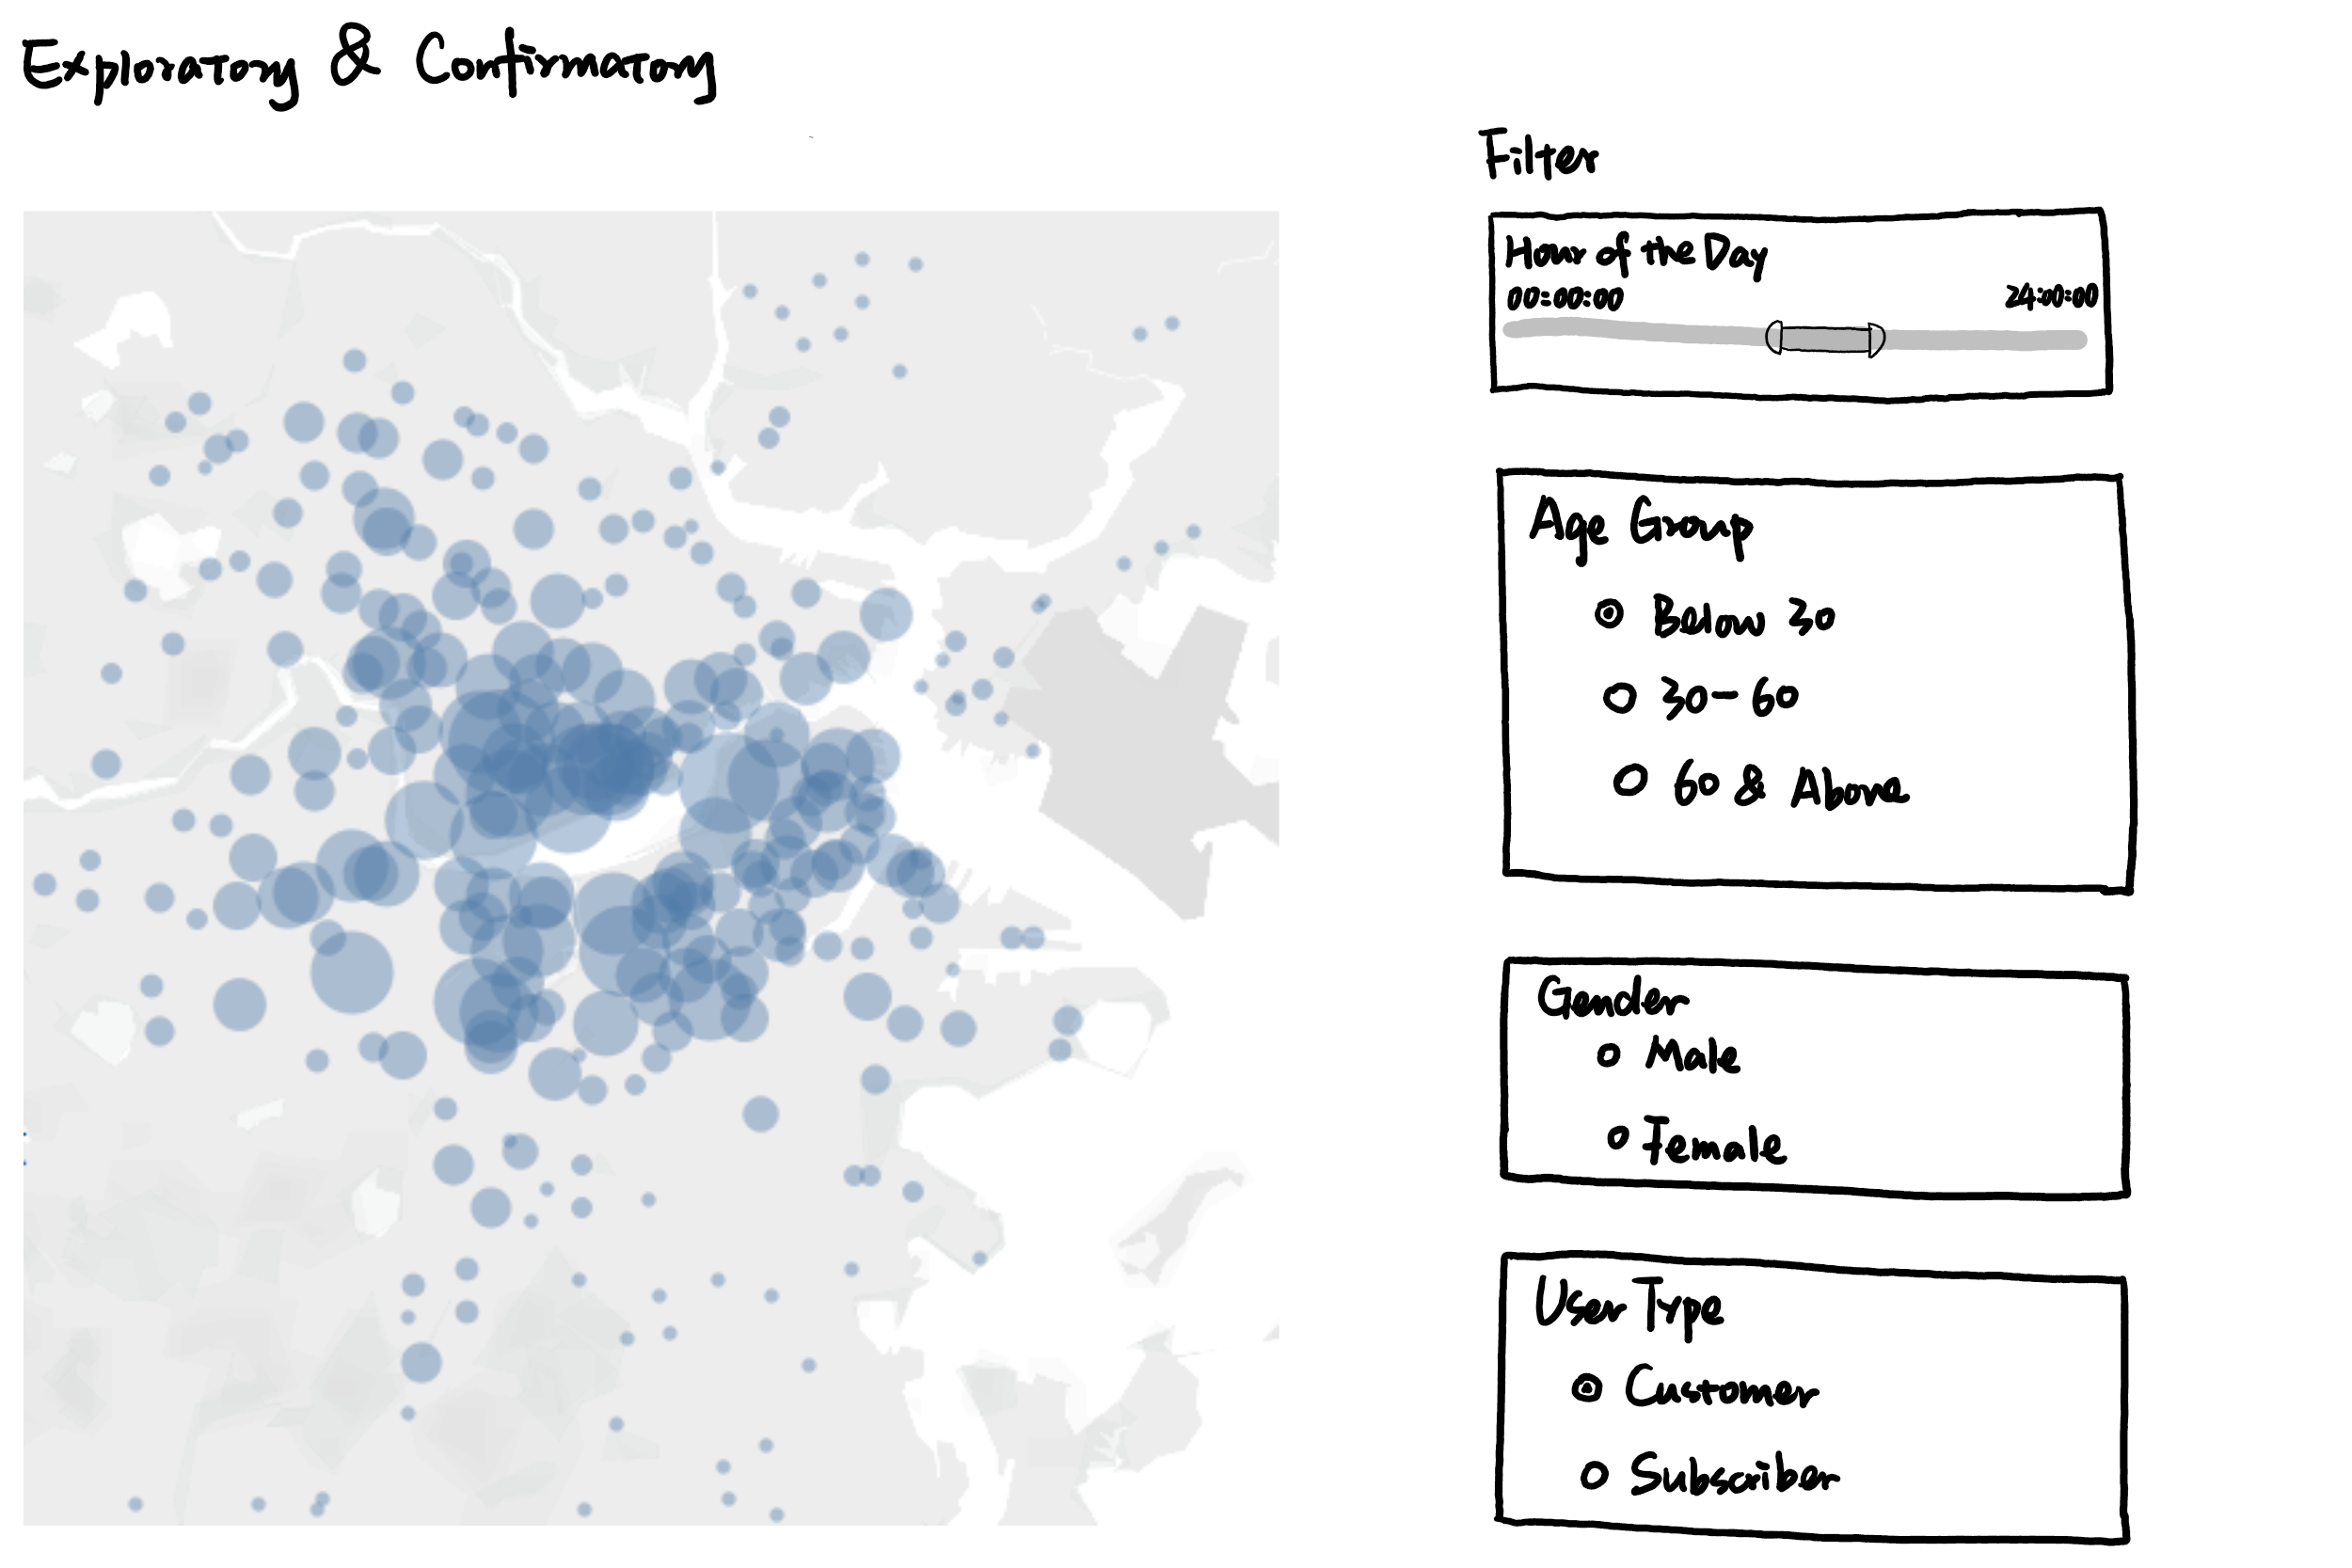 Exploratory & Confirmatory
Filter
Hour of the Day
00:00:00 24:00:00
Age Group
Below 30
30-60
60 & Above
Gender
Male
Female
User Type
Customer
Subscriber